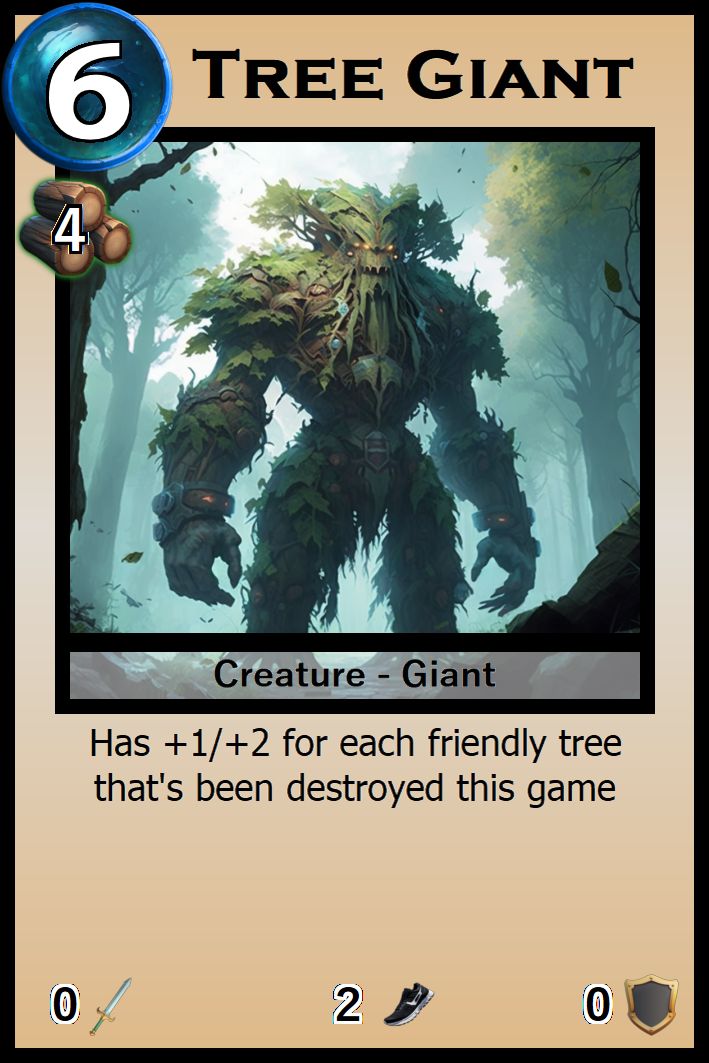 6
Tree Giant
4
Creature - Giant
Has +1/+2 for each friendly tree
that's been destroyed this game
0 2 0